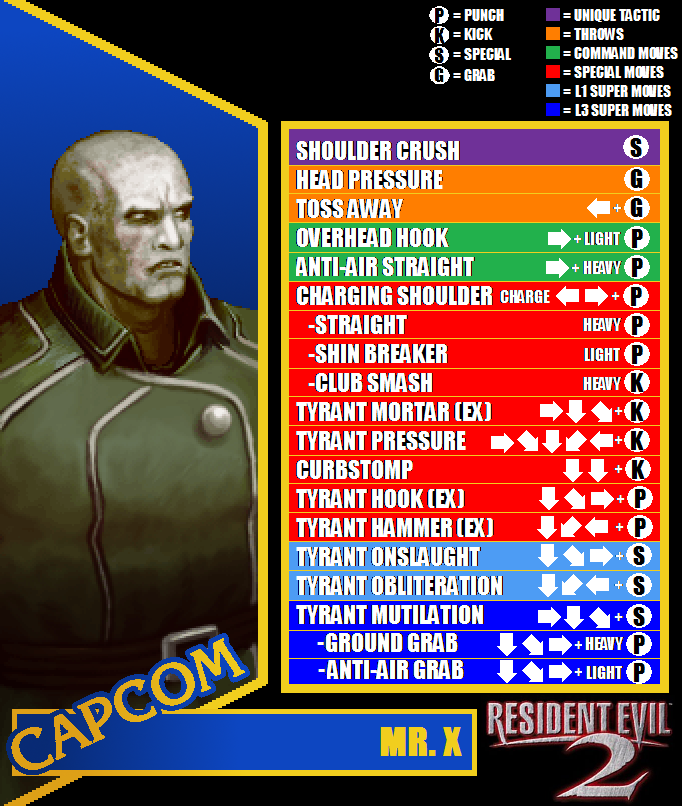 P = PUNCH
K = KICK
S = SPECIAL
G = GRAB
= UNIQUE TACTIC
= THROWS
= COMMAND MOVES
= SPECIAL MOVES
= L1 SUPER MOVES
= L3 SUPER MOVES
SHOULDER CRUSH S
HEAD PRESSURE G
TOSS AWAY + G
OVERHEAD HOOK + LIGHT P
ANTI-AIR STRAIGHT + HEAVY P
CHARGING SHOULDER CHARGE + P
-STRAIGHT HEAVY P
-SHIN BREAKER LIGHT P
-CLUB SMASH HEAVY K
TYRANT MORTAR (EX) + K
TYRANT PRESSURE + K
CURBSTOMP + K
TYRANT HOOK (EX) + P
TYRANT HAMMER (EX) + P
TYRANT ONSLAUGHT + S
TYRANT OBLITERATION + S
TYRANT MUTILATION + S
-GROUND GRAB + HEAVY P
-ANTI-AIR GRAB + LIGHT P
CAPCOM
MR. X
RESIDENT EVIL
2